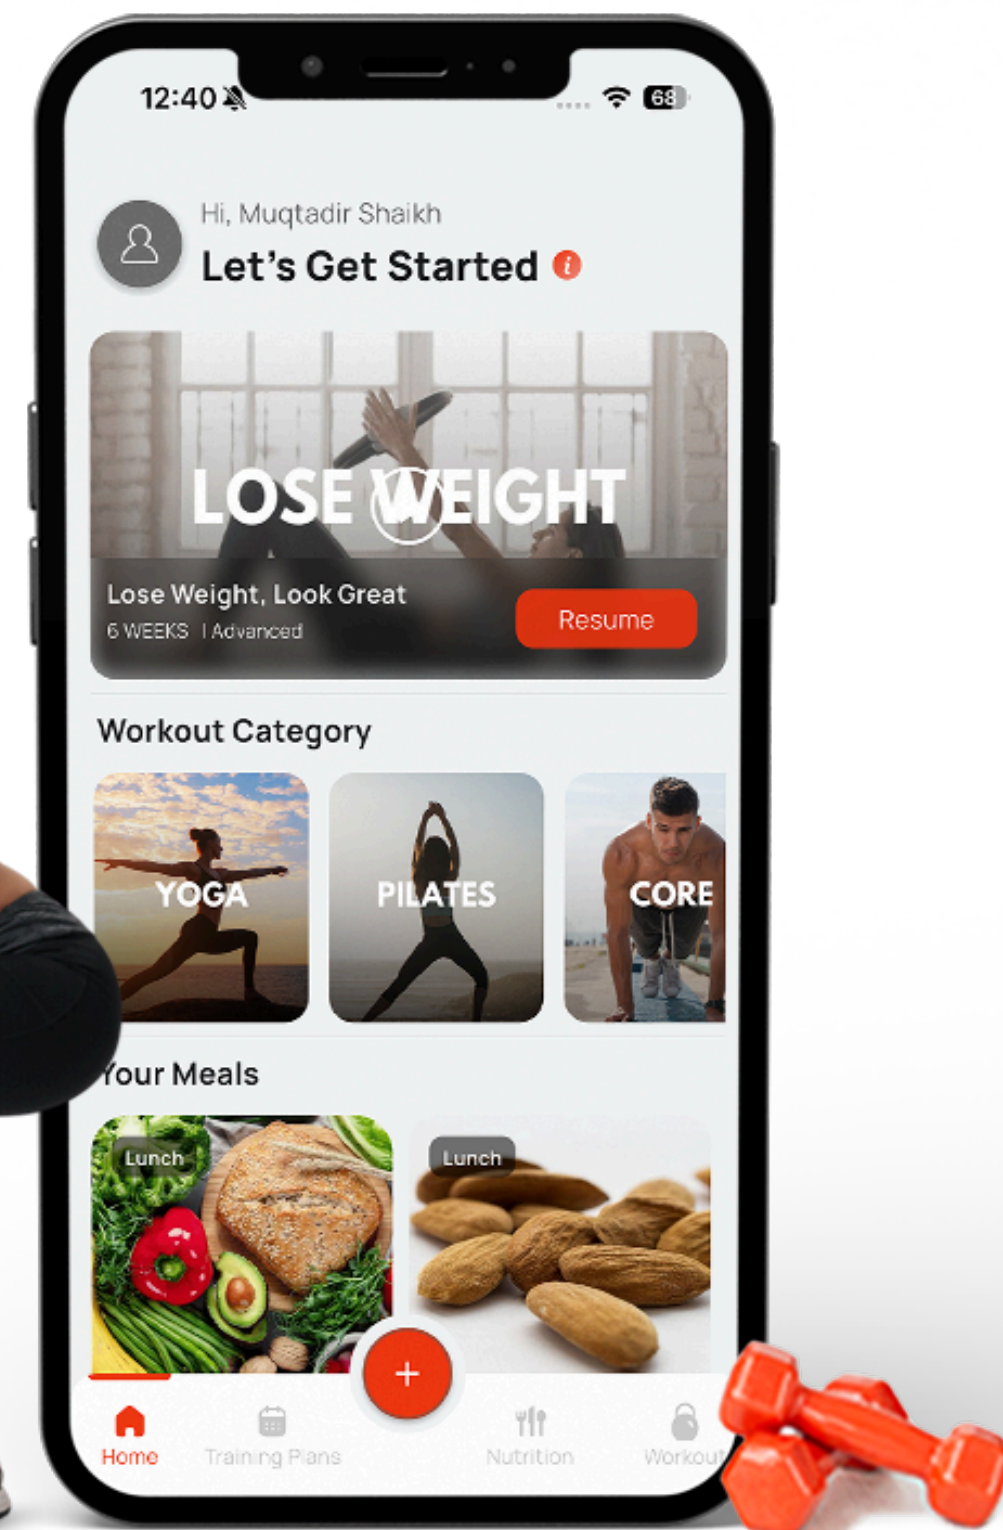 12:40
68
Hi, Muqtadir Shaikh
Let's Get Started i
LOSE WEIGHT
Lose Weight, Look Great
6 WEEKS | Advanced
Resume
Workout Category
YOGA
PILATES
CORE
Your Meals
Lunch
Lunch
+
Home
Training Plans
Nutrition
Workout